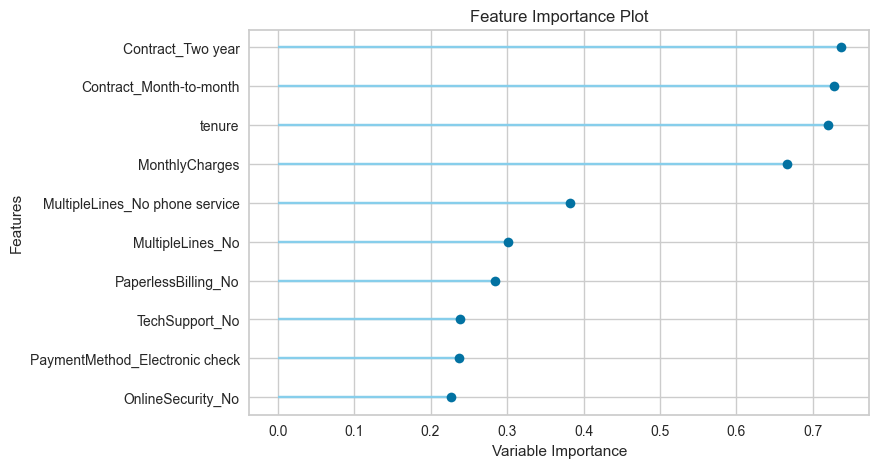 Feature Importance Plot
Contract_Two year
Contract_Month-to-month
tenure
MonthlyCharges
MultipleLines_No phone service
MultipleLines_No
PaperlessBilling_No
TechSupport_No
PaymentMethod_Electronic check
OnlineSecurity_No
Features
0.0 0.1 0.2 0.3 0.4 0.5 0.6 0.7
Variable Importance